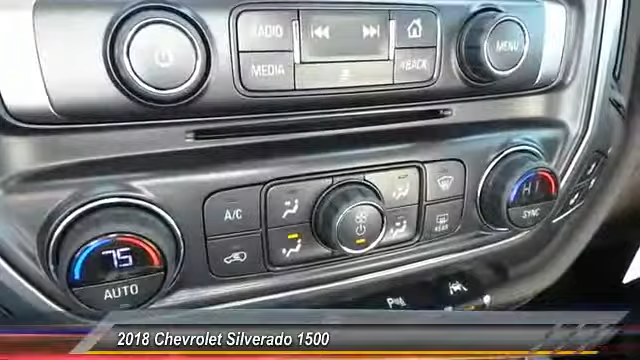 RADIO
MEDIA
BACK
MENU
A/C
REAR
75
AUTO
HI
SYNC
2018 Chevrolet Silverado 1500